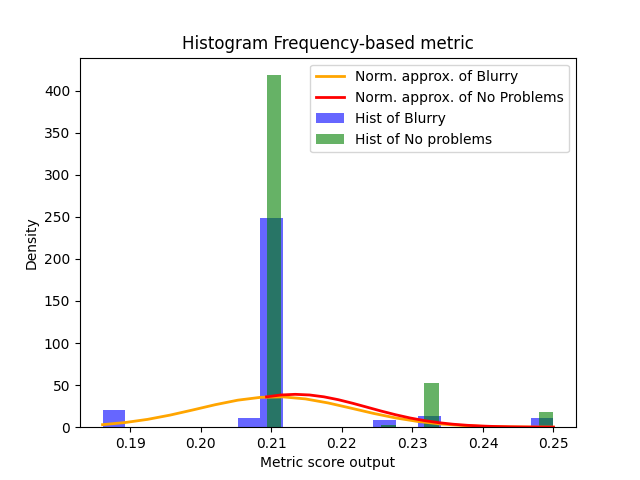 Histogram Frequency-based metric
Norm. approx. of Blurry
Norm. approx. of No Problems
Hist of Blurry
Hist of No problems
Density
400
350
300
250
200
150
100
50
0
0.19 0.20 0.21 0.22 0.23 0.24 0.25
Metric score output